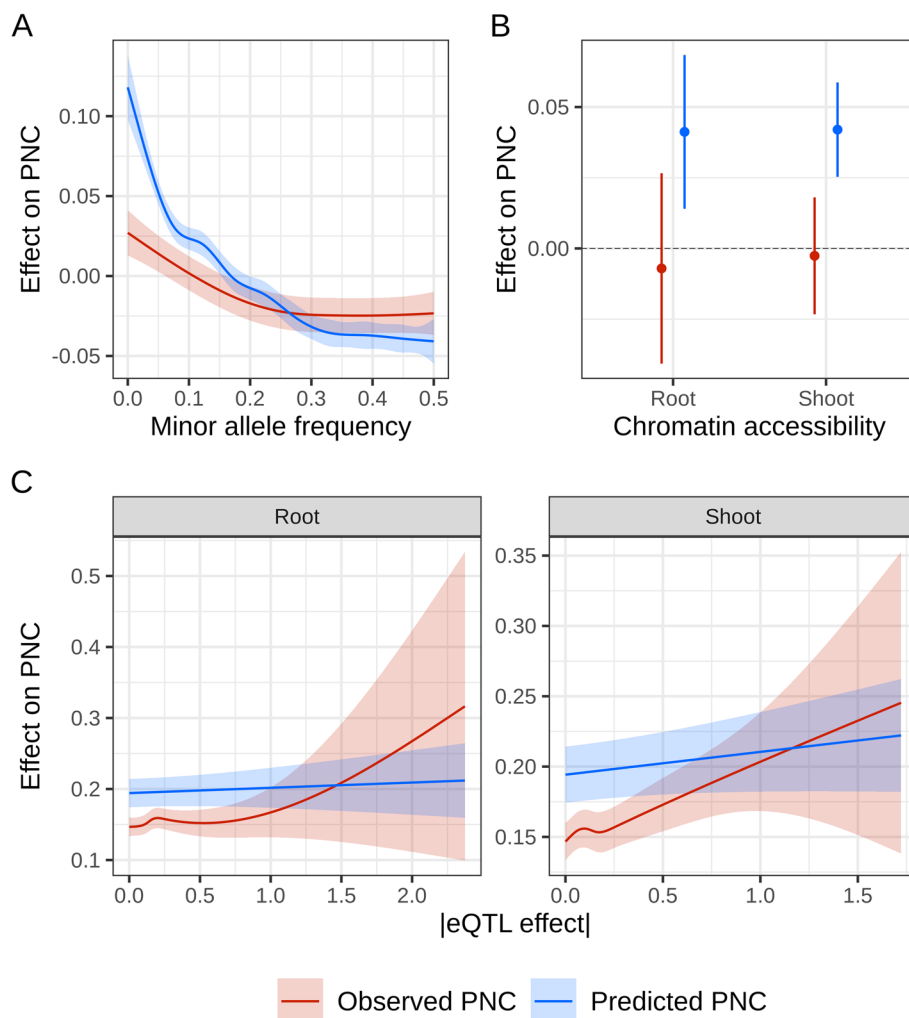 A
Effect on PNC
0.10
0.05
0.00
-0.05
0.0 0.1 0.2 0.3 0.4 0.5
Minor allele frequency
B
Effect on PNC
0.05
0.00
Root Shoot
Chromatin accessibility
C
Effect on PNC
Root
0.5
0.4
0.3
0.2
0.1
0.0 0.5 1.0 1.5 2.0
Shoot
0.35
0.30
0.25
0.20
0.15
0.0 0.5 1.0 1.5
|eQTL effect|
Observed PNC Predicted PNC